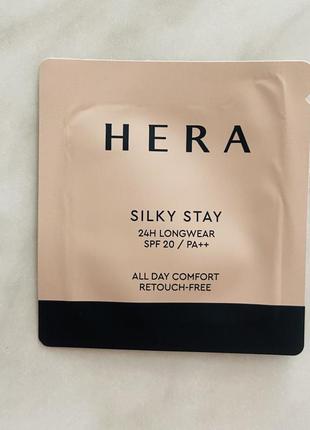 HERA
SILKY STAY
24H LONGWEAR
SPF 20 / PA++
ALL DAY COMFORT
RETOUCH-FREE